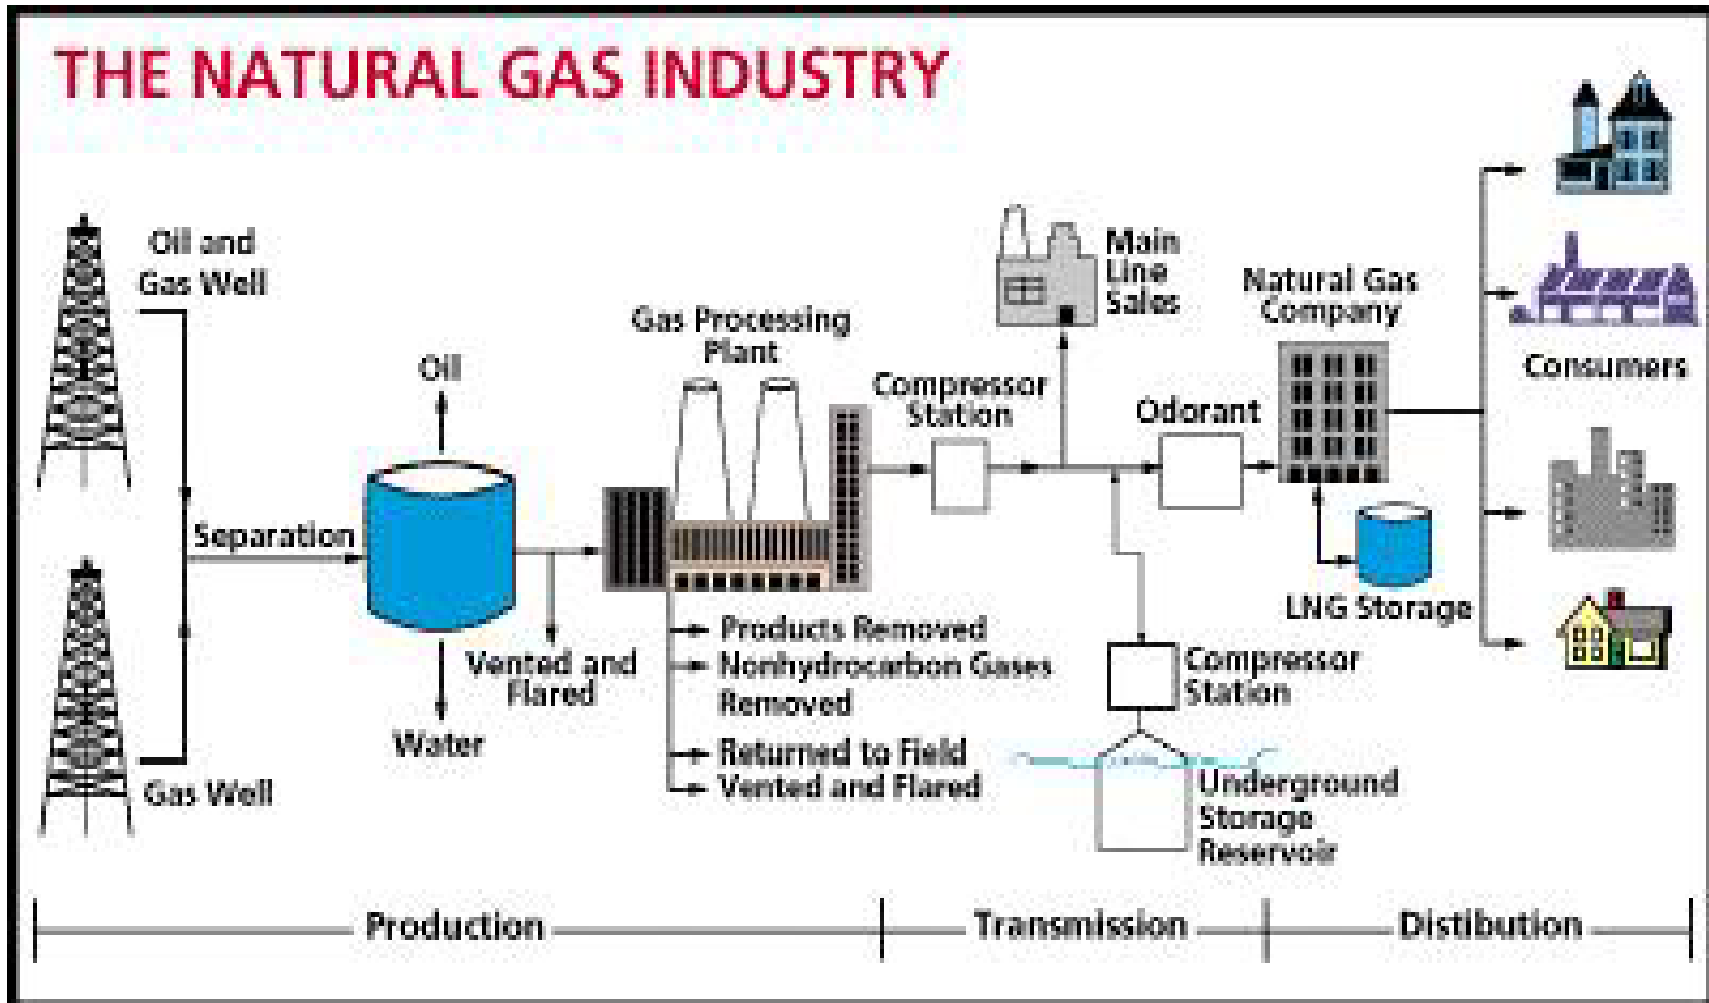 THE NATURAL GAS INDUSTRY
Oil and
Gas Well
Gas Well
Separation
Oil
Water
Vented and
Flared
Gas Processing
Plant
Products Removed
Nonhydrocarbon Gases
Removed
Returned to Field
Vented and Flared
Compressor
Station
Main
Line
Sales
Odorant
Compressor
Station
Underground
Storage
Reservoir
Natural Gas
Company
LNG Storage
Consumers
Production
Transmission
Distibution